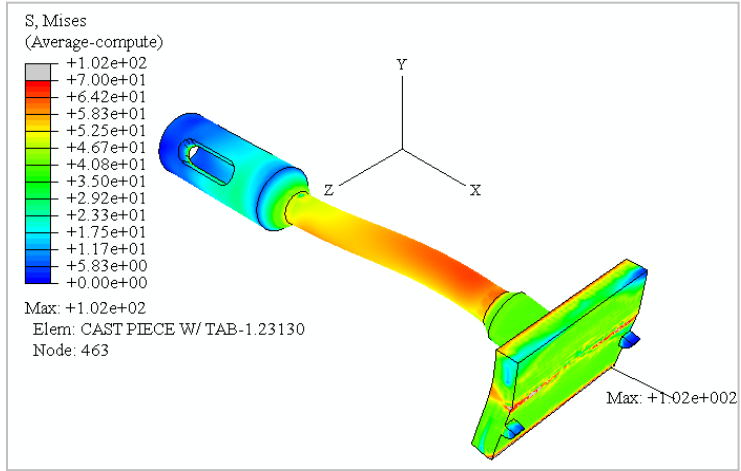 S, Mises
(Average-compute)
+1.02e+02
+7.00e+01
+6.42e+01
+5.83e+01
+5.25e+01
+4.67e+01
+4.08e+01
+3.50e+01
+2.92e+01
+2.33e+01
+1.75e+01
+1.17e+01
+5.83e+00
+0.00e+00
Max: +1.02e+02
Elem: CAST PIECE W/ TAB-1.23130
Node: 463
Y
Z
X
Max: +1.02e+002